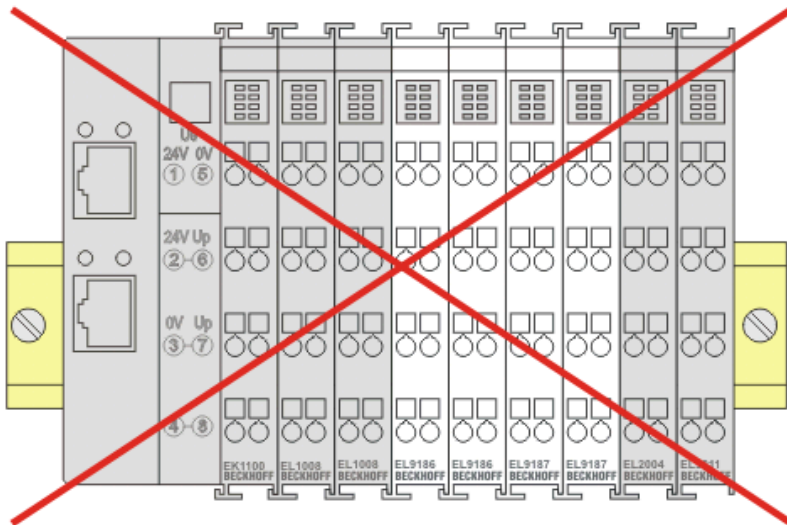 24V 0V
1 5
24V Up
2 6
0V Up
3 7
4 8
EK1100 EL1008 EL1008 EL9186 EL9186 EL9187 EL9187 EL2004
BECKHOFF BECKHOFF BECKHOFF BECKHOFF BECKHOFF BECKHOFF BECKHOFF BECKHOFF BECKHOFF